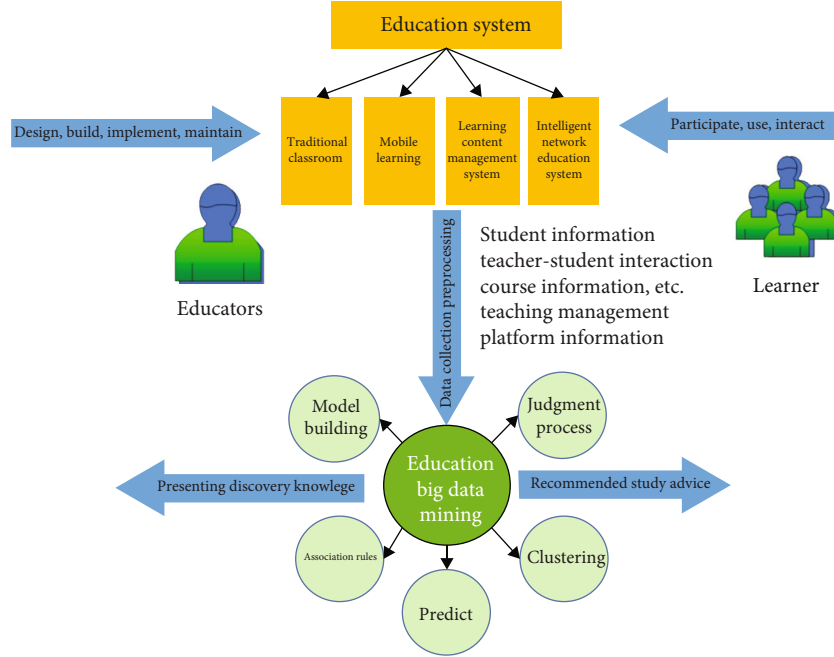 Education system
Design, build, implement, maintain
Traditional
classroom
Mobile
learning
Learning
content
management
system
Intelligent
network
education
system
Participate, use, interact
Educators
Data collection preprocessing
Student information
teacher-student interaction
course information, etc.
teaching management
platform information
Learner
Model
building
Judgment
process
Presenting discovery knowlege
Education
big data
mining
Recommended study advice
Association rules
Predict
Clustering